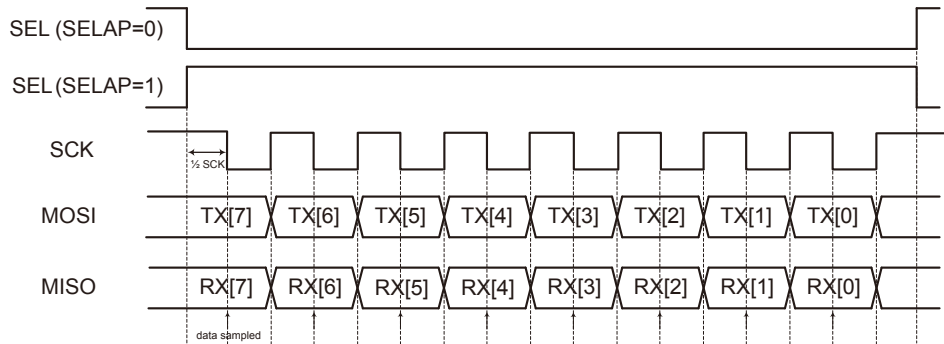 SEL (SELAP=0)
SEL (SELAP=1)
SCK
½ SCK
MOSI TX[7] TX[6] TX[5] TX[4] TX[3] TX[2] TX[1] TX[0]
MISO RX[7] RX[6] RX[5] RX[4] RX[3] RX[2] RX[1] RX[0]
data sampled